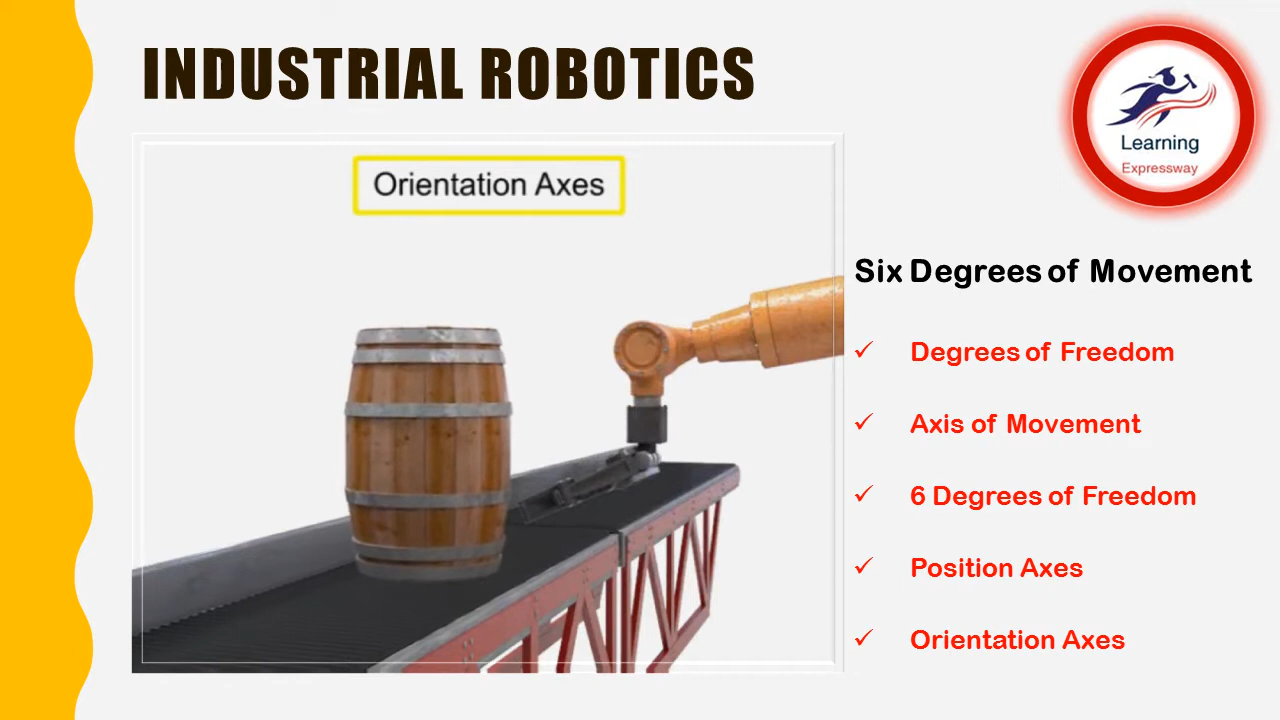 INDUSTRIAL ROBOTICS
Learning
Expressway
Orientation Axes
Six Degrees of Movement
Degrees of Freedom
Axis of Movement
6 Degrees of Freedom
Position Axes
Orientation Axes